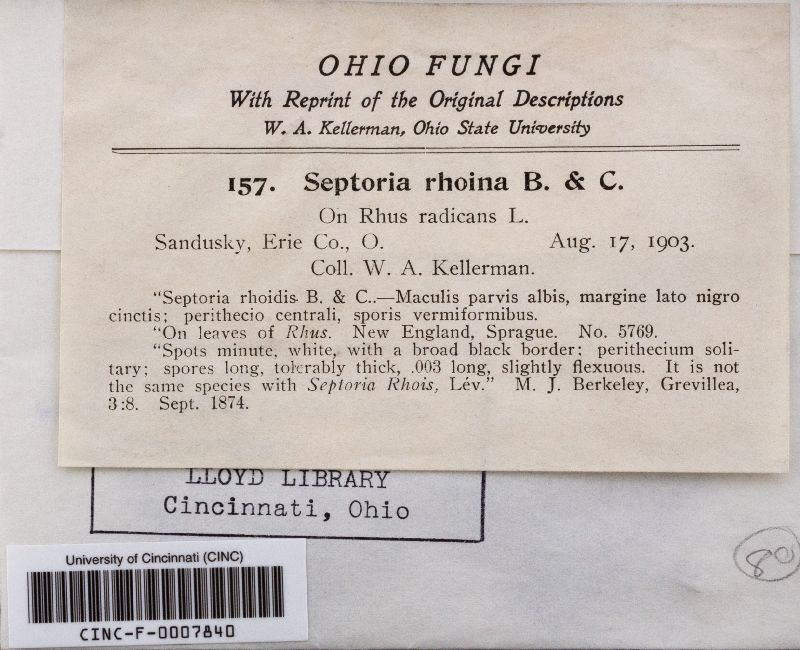 OHIO FUNGI
With Reprint of the Original Descriptions
W. A. Kellerman, Ohio State University
157. Septoria rhoina B. & C.
On Rhus radicans L.
Sandusky, Erie Co., O. Aug. 17, 1903.
Coll. W. A. Kellerman.
"Septoria rhoidis B. & C..—Maculis parvis albis, margine lato nigro
cinctis; perithecio centrali, sporis vermiformibus.
"On leaves of Rhus. New England, Sprague. No. 5769.
"Spots minute, white, with a broad black border; perithecium soli-
tary; spores long, tolerably thick, .003 long, slightly flexuous. It is not
the same species with Septoria Rhois, Lév." M. J. Berkeley, Grevillea,
3:8. Sept. 1874.
LLOYD LIBRARY
Cincinnati, Ohio
University of Cincinnati (CINC)
CINC-F-0007840
80